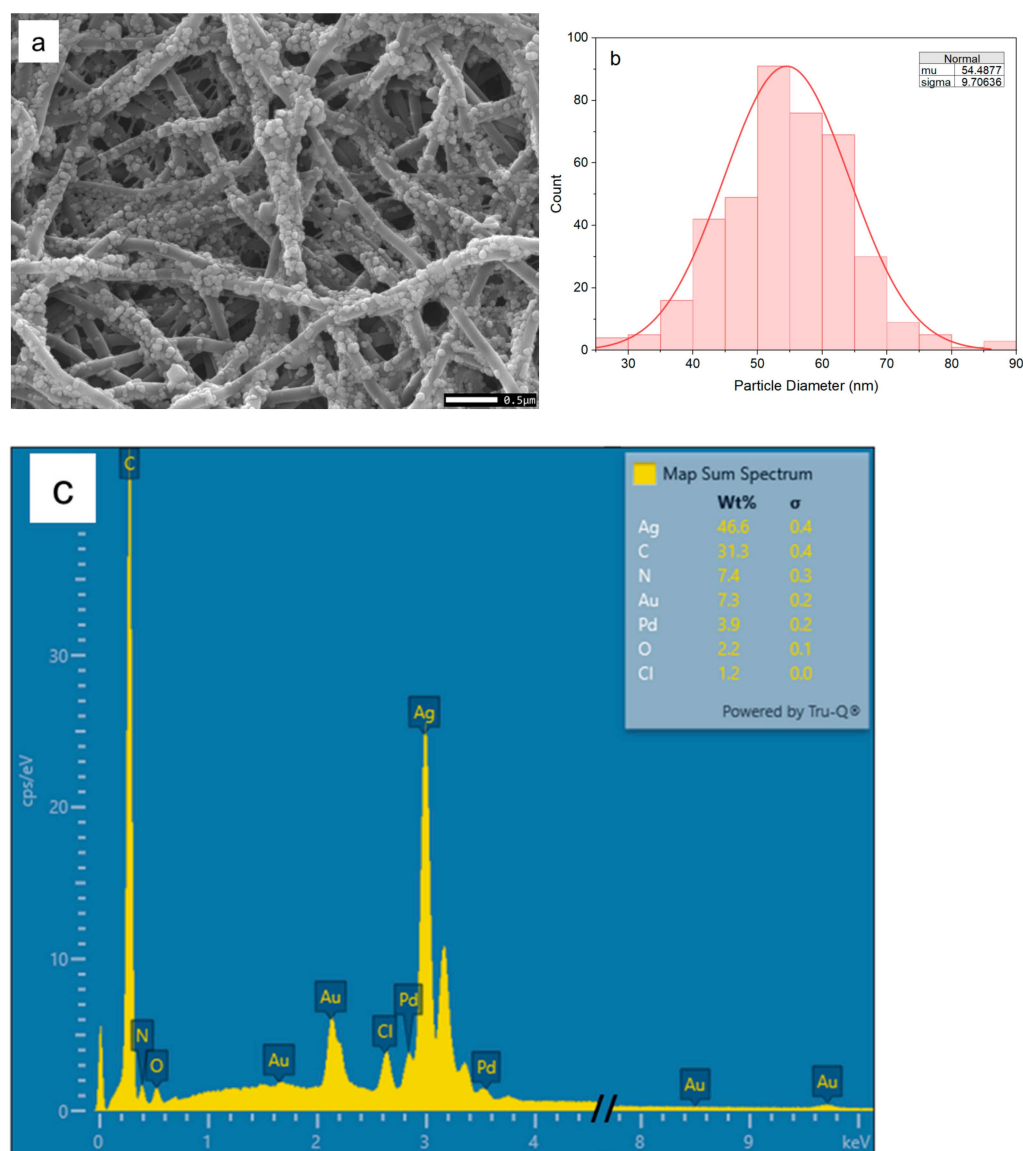 a
0.5µm
b
Normal
mu 54.4877
sigma 9.70636
100
80
60
40
20
0
Count
30 40 50 60 70 80 90
Particle Diameter (nm)
c
Map Sum Spectrum
Wt% σ
Ag 46.6 0.4
C 31.3 0.4
N 7.4 0.3
Au 7.3 0.2
Pd 3.9 0.2
O 2.2 0.1
Cl 1.2 0.0
Powered by Tru-Q®
C
Ag
Au
Pd
Cl
N
O
Au
Pd
Au
Au
30
20
10
0
cps/eV
0 1 2 3 4 8 9 keV